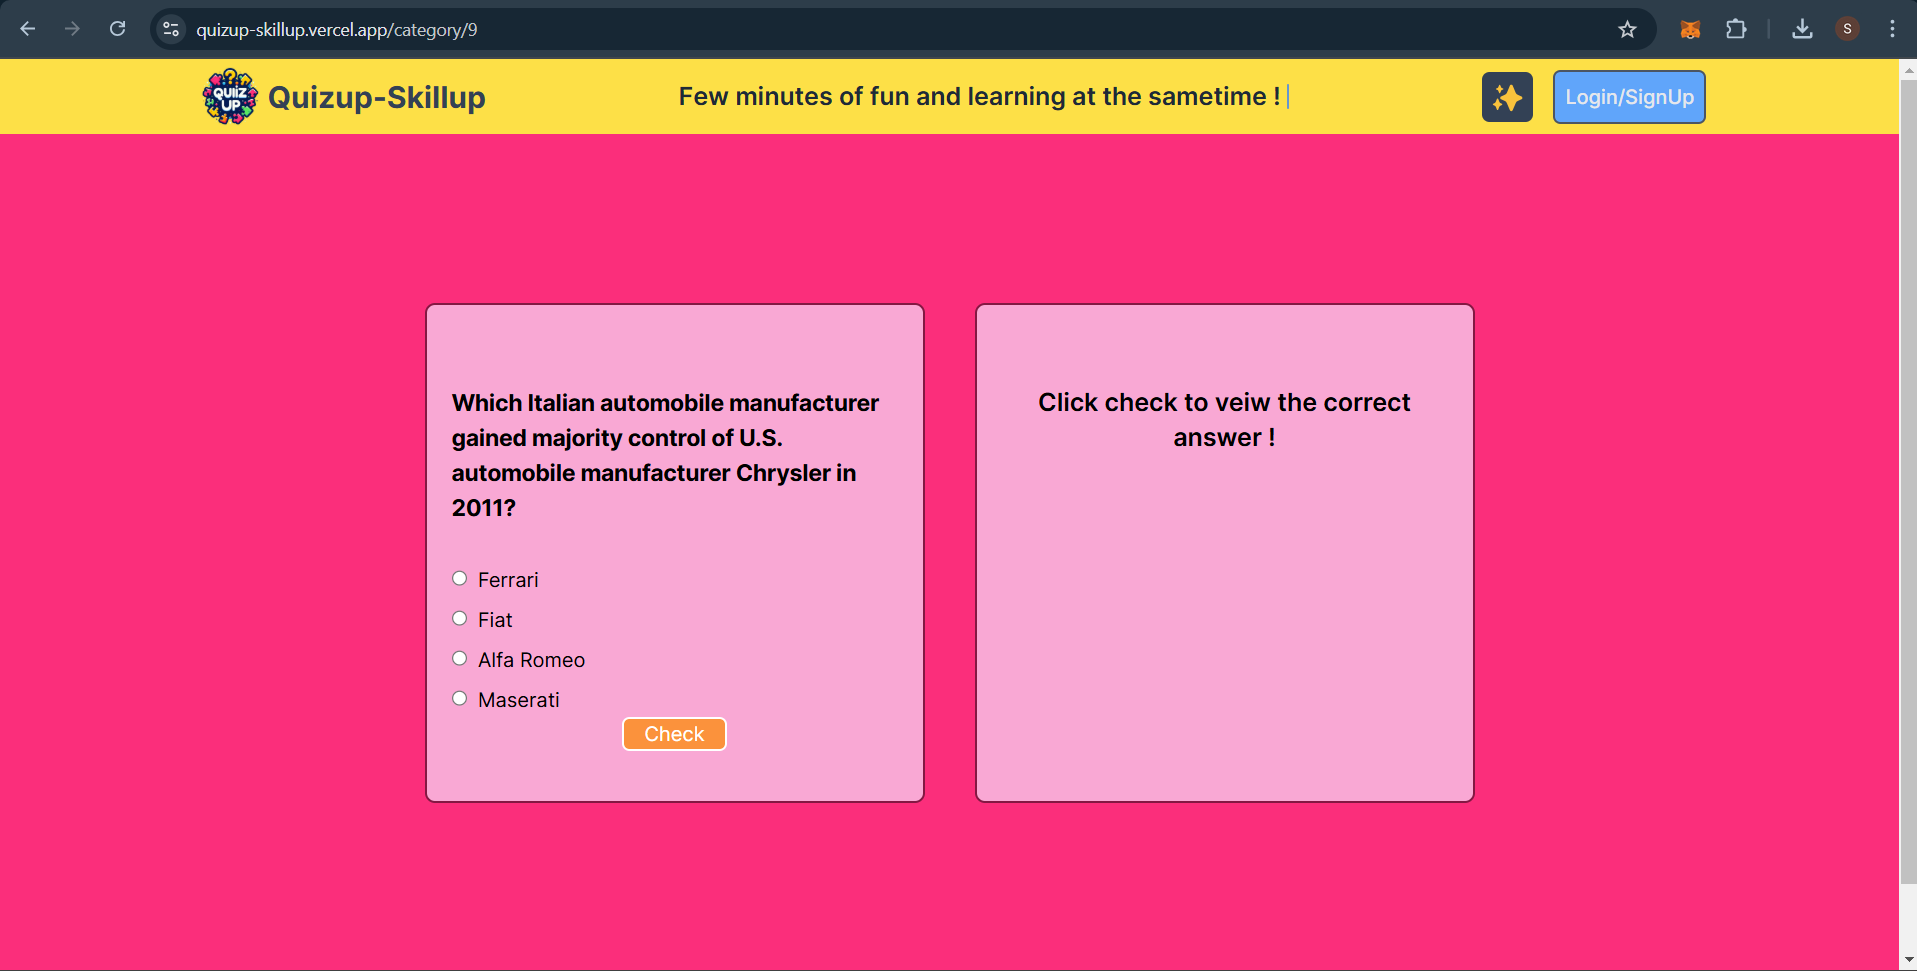 quizup-skillup.vercel.app/category/9
S
QUIIZ
UP
Quizup-Skillup
Few minutes of fun and learning at the sametime !
Login/SignUp
Which Italian automobile manufacturer
gained majority control of U.S.
automobile manufacturer Chrysler in
2011?
Ferrari
Fiat
Alfa Romeo
Maserati
Check
Click check to veiw the correct
answer !